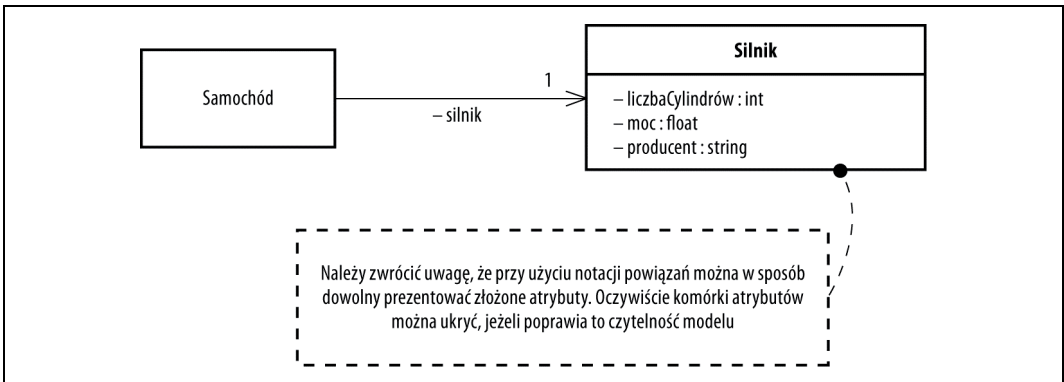 Silnik
Samochód
1
– silnik
– liczbaCylindrów : int
– moc : float
– producent : string
Należy zwrócić uwagę, że przy użyciu notacji powiązań można w sposób
dowolny prezentować złożone atrybuty. Oczywiście komórki atrybutów
można ukryć, jeżeli poprawia to czytelność modelu